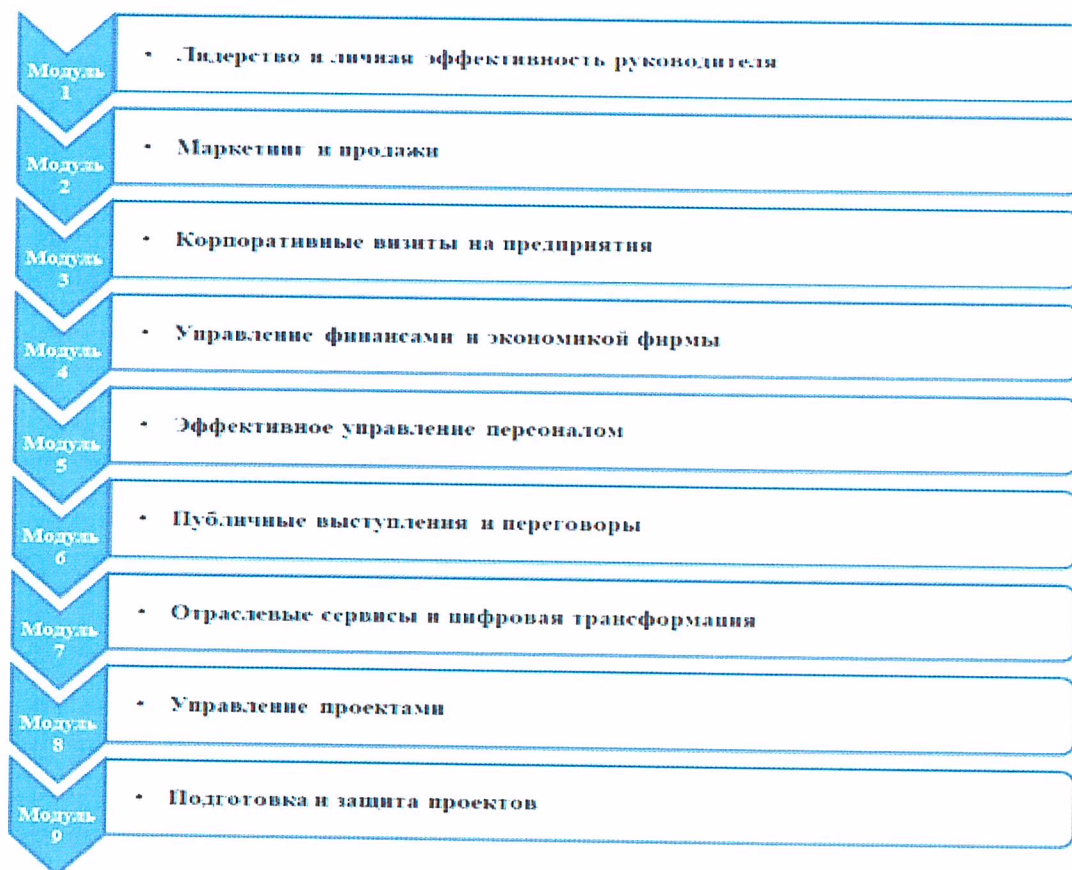 Модуль
1
• Лидерство и личная эффективность руководителя
Модуль
2
• Маркетинг и продажи
Модуль
3
• Корпоративные визиты на предприятия
Модуль
4
• Управление финансами и экономикой фирмы
Модуль
5
• Эффективное управление персоналом
Модуль
6
• Публичные выступления и переговоры
Модуль
7
• Отраслевые сервисы и цифровая трансформация
Модуль
8
• Управление проектами
Модуль
9
• Подготовка и защита проектов